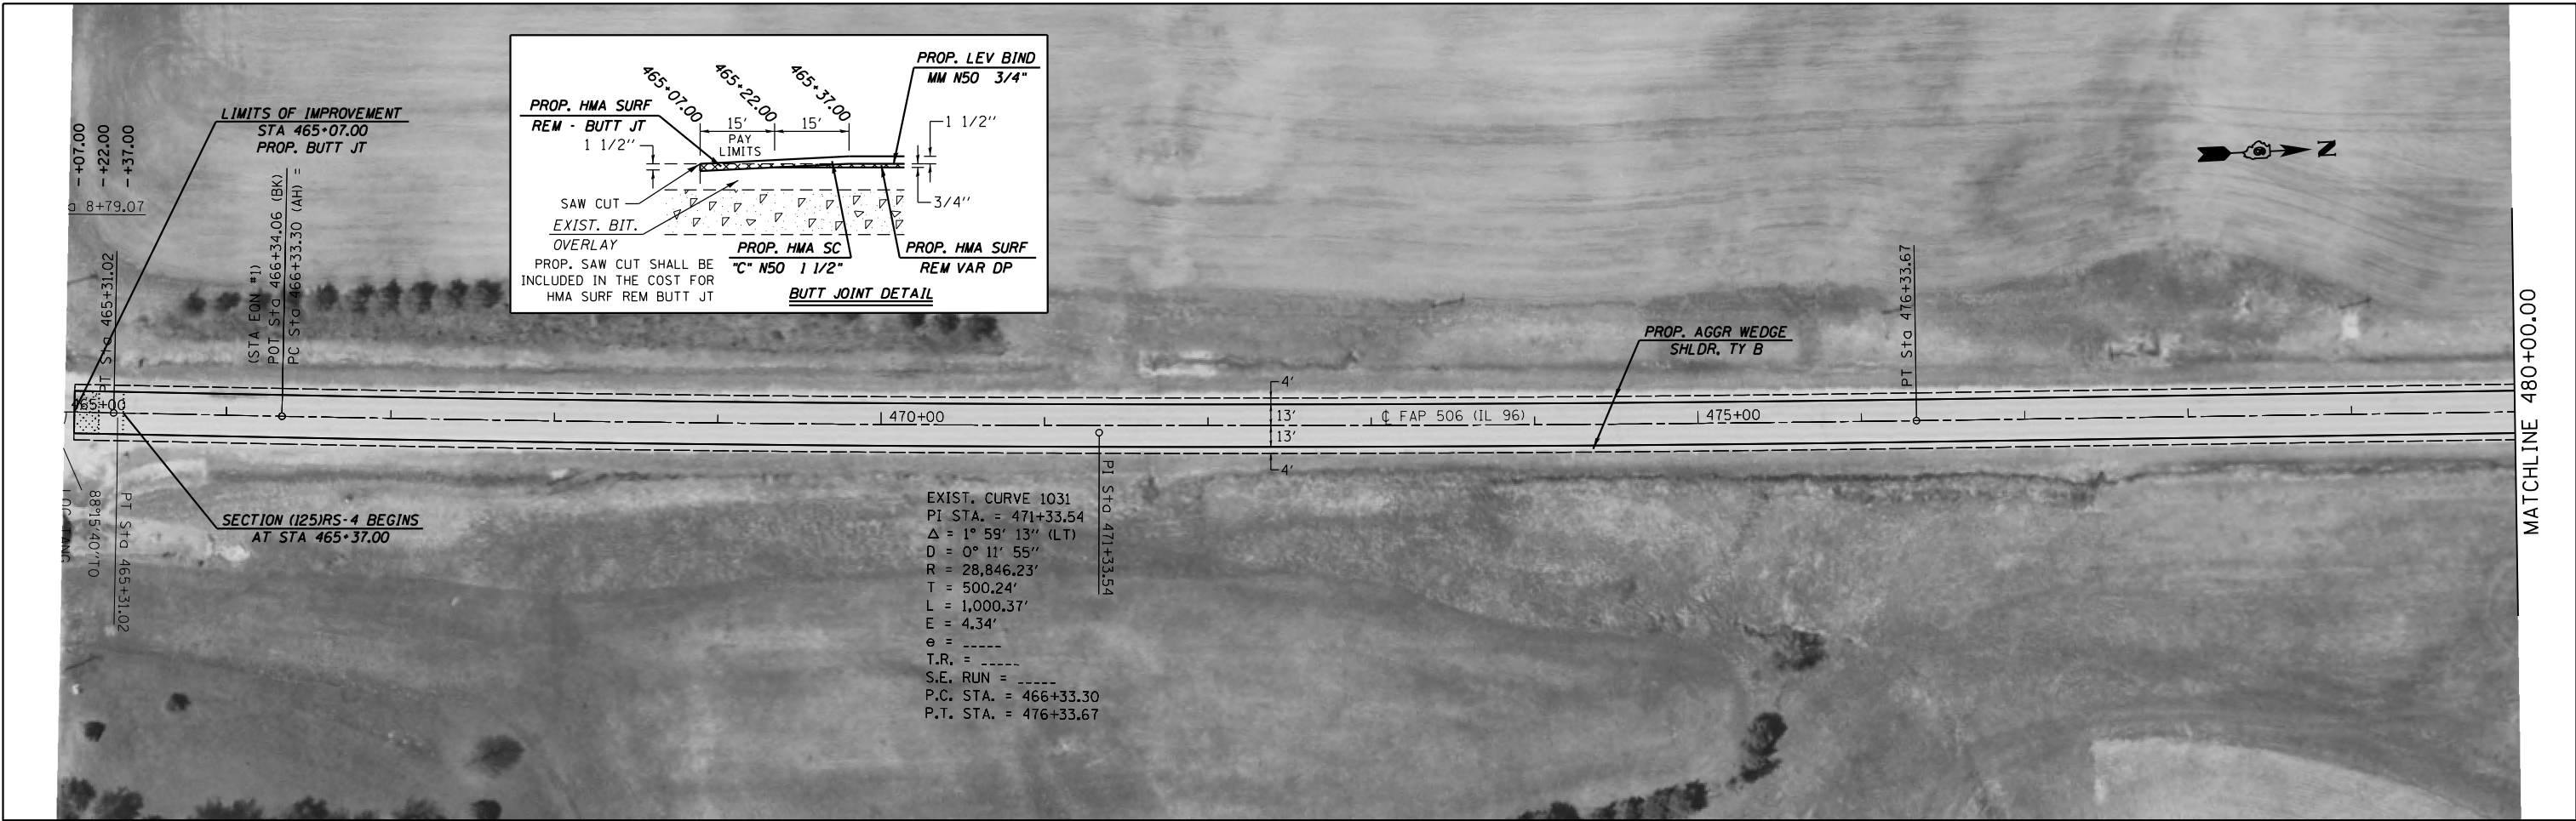 LIMITS OF IMPROVEMENT
STA 465+07.00
PROP. BUTT JT
+07.00
+22.00
+37.00
8+79.07
PT Sta 465+31.02
(STA EQN #1)
POT Sta 466+34.06 (BK)
PC Sta 466+33.30 (AH) =
465+07.00
465+22.00
465+37.00
PROP. LEV BIND
MM N50 3/4"
PROP. HMA SURF
REM - BUTT JT
15'
15'
PAY
LIMITS
1 1/2"
1 1/2"
3/4"
SAW CUT
EXIST. BIT.
OVERLAY
PROP. HMA SC
"C" N50 1 1/2"
PROP. HMA SURF
REM VAR DP
PROP. SAW CUT SHALL BE
INCLUDED IN THE COST FOR
HMA SURF REM BUTT JT
BUTT JOINT DETAIL
N
PROP. AGGR WEDGE
SHLDR, TY B
PT Sta 476+33.67
MATCHLINE 480+00.00
465+00
470+00
4'
13'
13'
4'
℄ FAP 506 (IL 96)
475+00
88°15'40" TO
PT Sta 465+31.02
SECTION (125)RS-4 BEGINS
AT STA 465+37.00
PI Sta 471+33.54
EXIST. CURVE 1031
PI STA. = 471+33.54
Δ = 1° 59' 13" (LT)
D = 0° 11' 55"
R = 28,846.23'
T = 500.24'
L = 1,000.37'
E = 4.34'
e = _____
T.R. = _____
S.E. RUN = _____
P.C. STA. = 466+33.30
P.T. STA. = 476+33.67